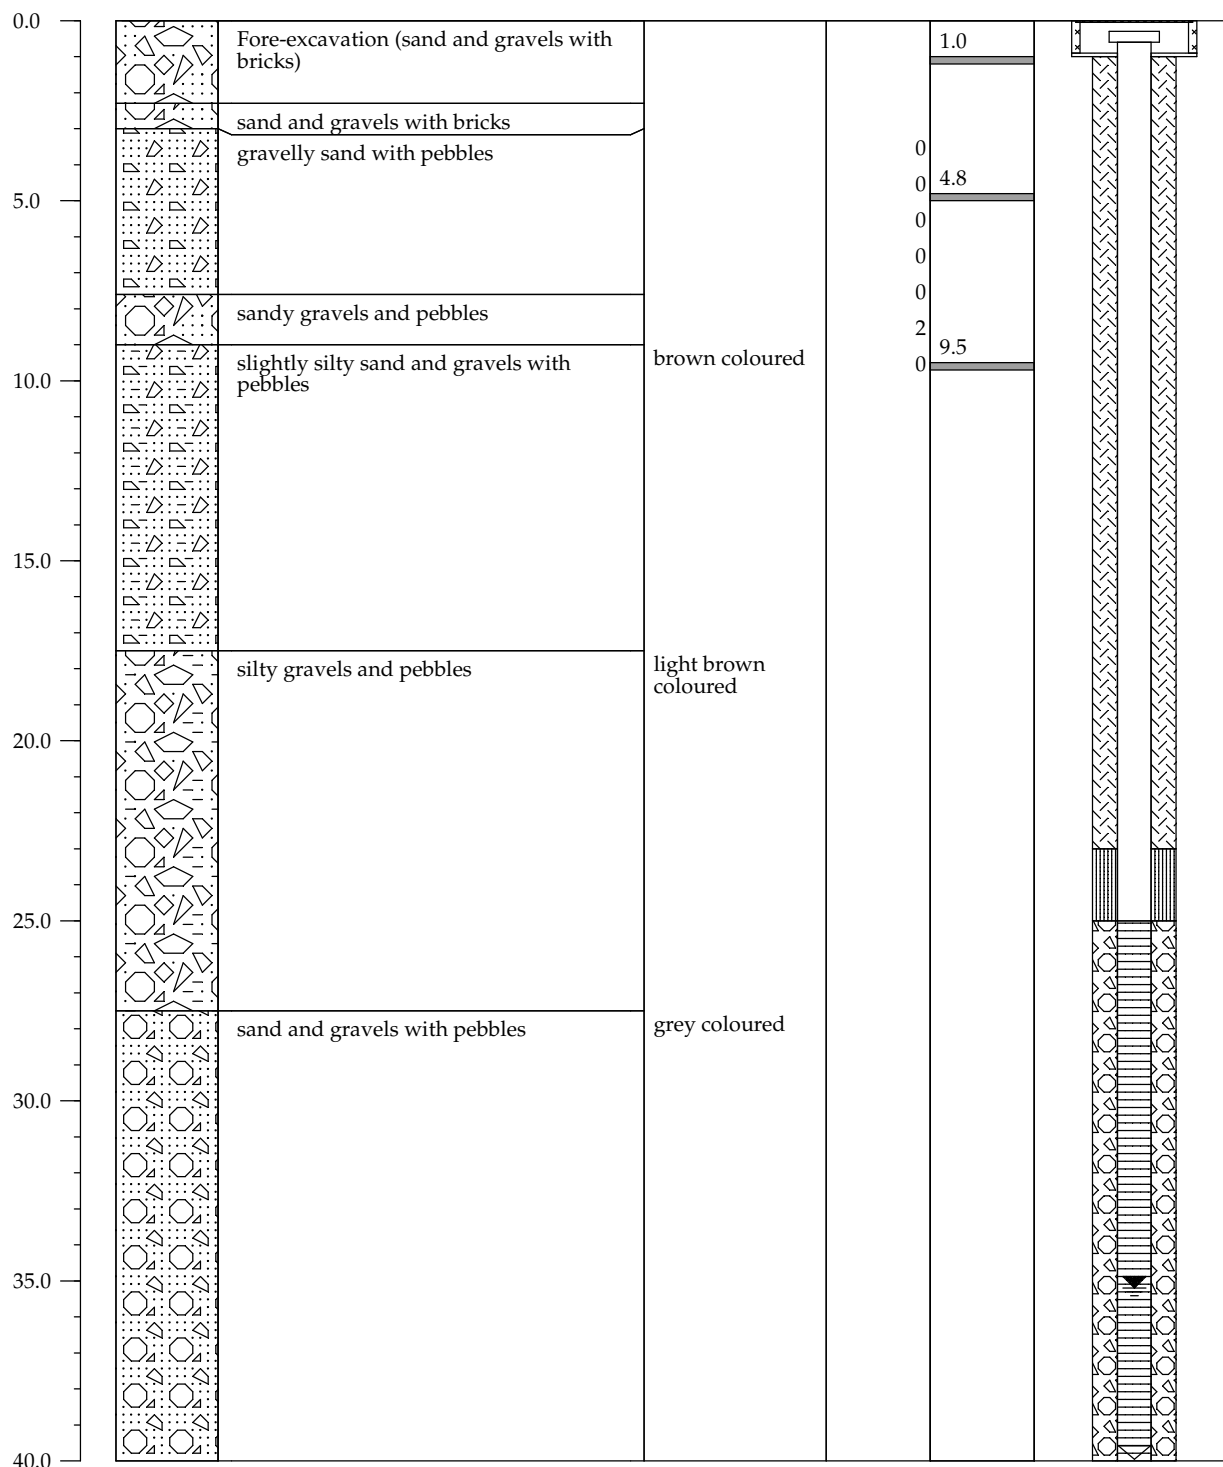 0.0
Fore-excavation (sand and gravels with
bricks)
1.0
sand and gravels with bricks
gravelly sand with pebbles
0
0
4.8
5.0
0
0
0
sandy gravels and pebbles
2
9.5
slightly silty sand and gravels with
pebbles
brown coloured
0
10.0
15.0
silty gravels and pebbles
light brown
coloured
20.0
25.0
sand and gravels with pebbles
grey coloured
30.0
35.0
40.0